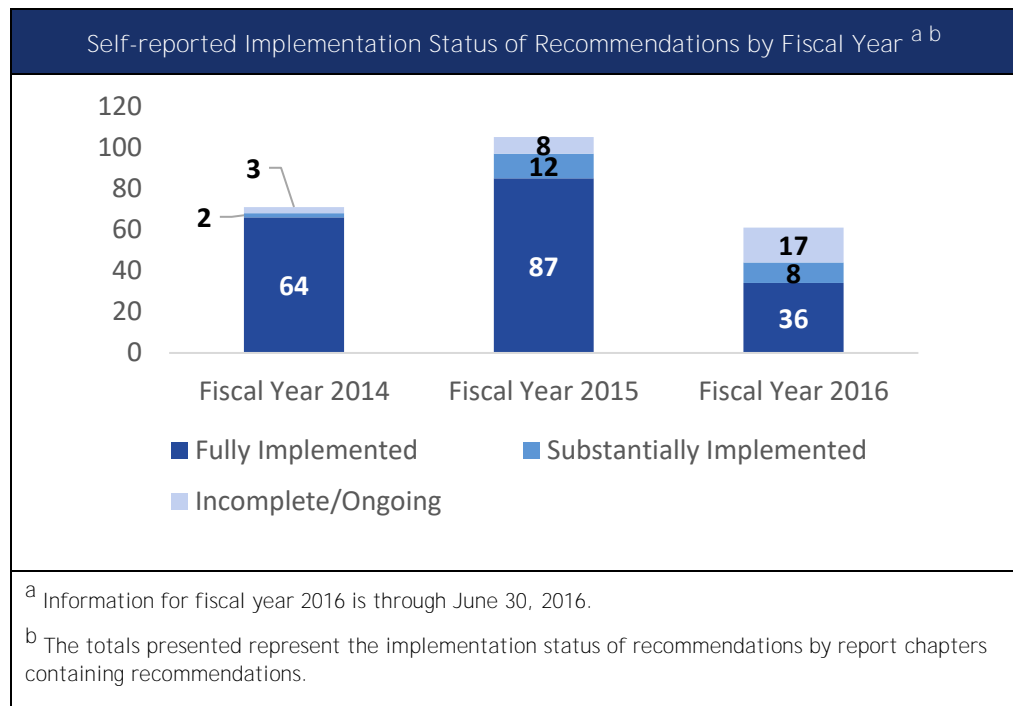 Self-reported Implementation Status of Recommendations by Fiscal Year a b
120
100
80
60
40
20
0
3
2
64
8
12
87
17
8
36
Fiscal Year 2014 Fiscal Year 2015 Fiscal Year 2016
Fully Implemented Substantially Implemented
Incomplete/Ongoing
a Information for fiscal year 2016 is through June 30, 2016.
b The totals presented represent the implementation status of recommendations by report chapters
containing recommendations.